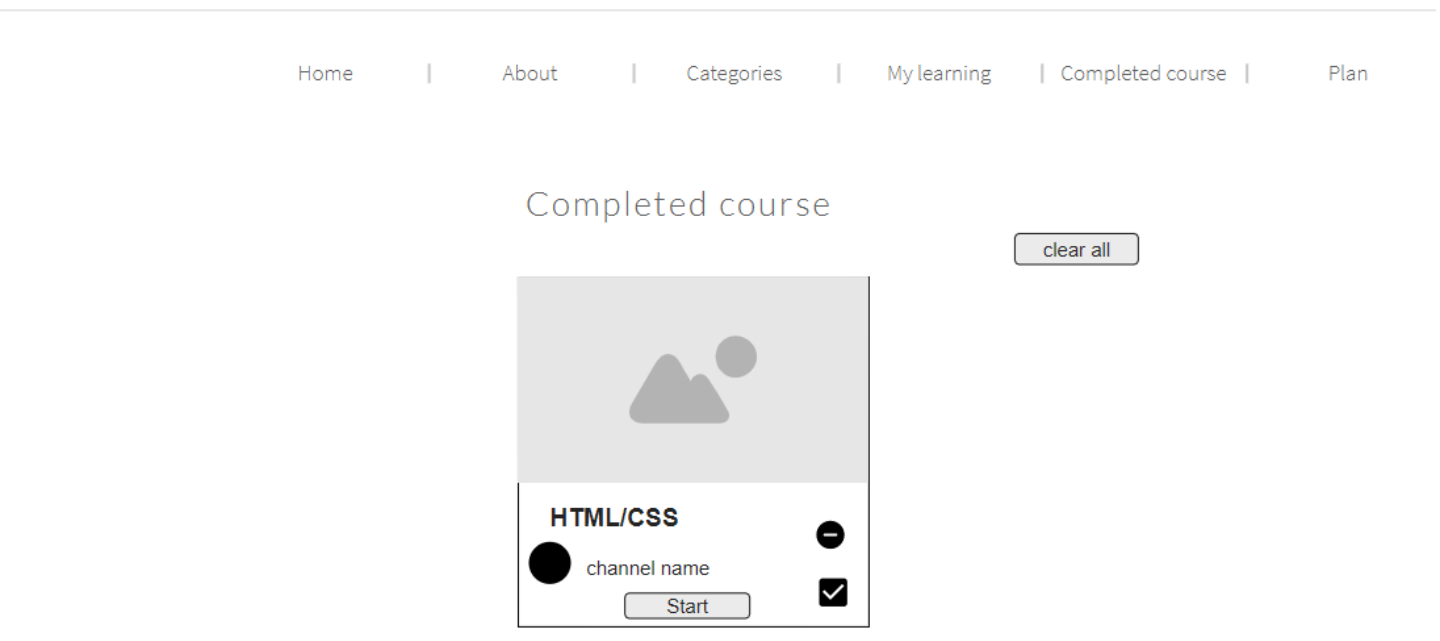 Home | About | Categories | My learning | Completed course | Plan
Completed course
clear all
HTML/CSS
channel name
Start